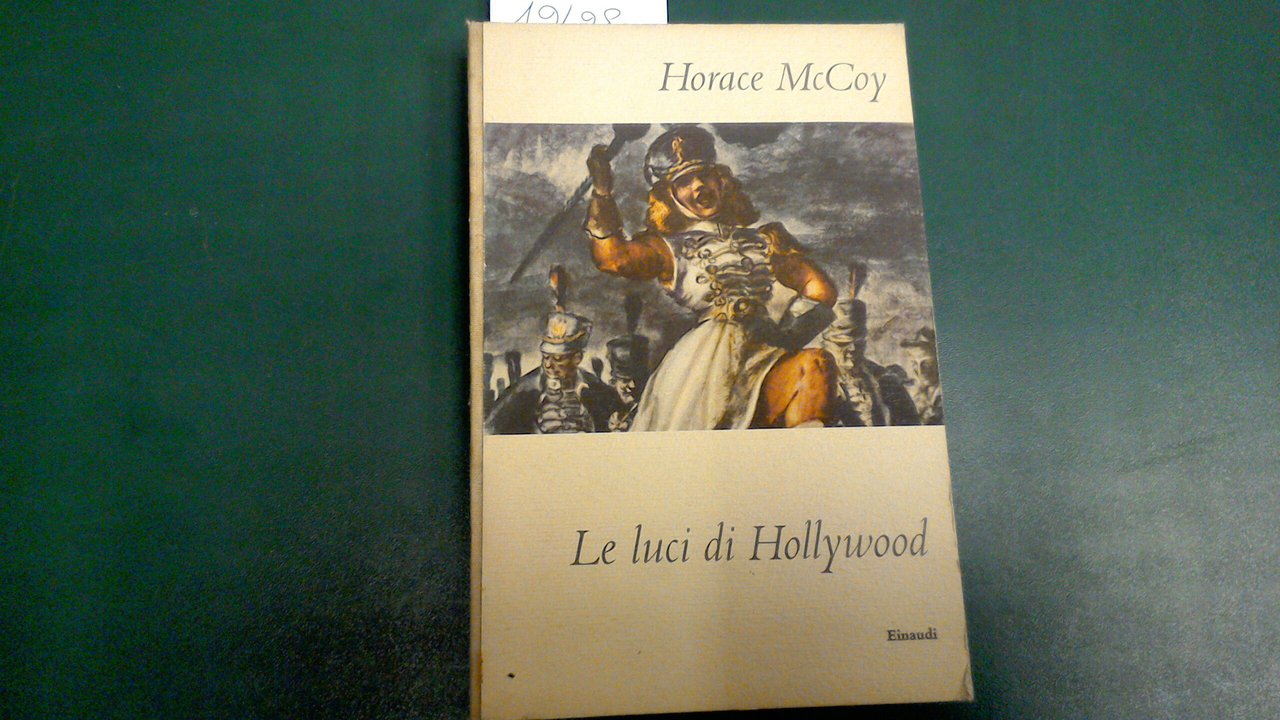 Horace McCoy
Le luci di Hollywood
Einaudi